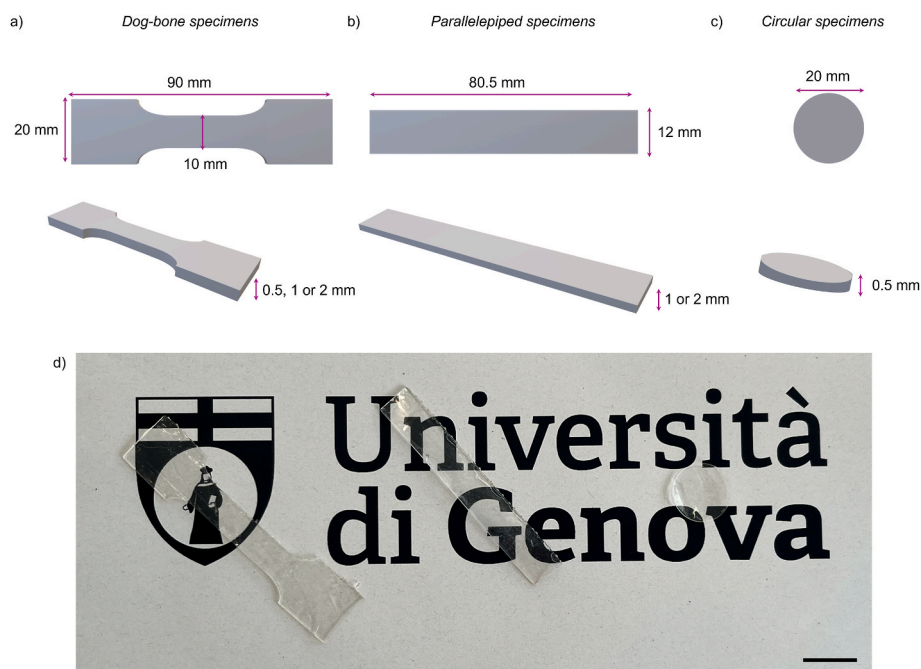 a)
Dog-bone specimens
b)
Parallelepiped specimens
c)
Circular specimens
90 mm
80.5 mm
20 mm
20 mm
10 mm
12 mm
0.5, 1 or 2 mm
1 or 2 mm
0.5 mm
d)
Università
di Genova